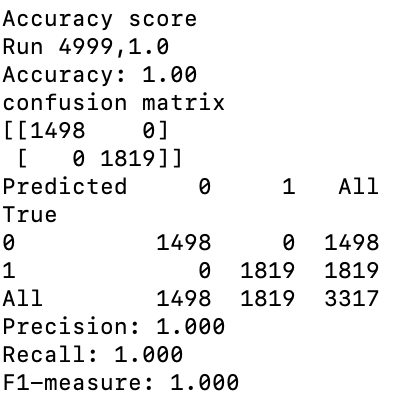 Accuracy score
Run 4999,1.0
Accuracy: 1.00
confusion matrix
[[1498    0]
 [   0 1819]]
Predicted     0     1   All
True
0          1498     0  1498
1             0  1819  1819
All        1498  1819  3317
Precision: 1.000
Recall: 1.000
F1-measure: 1.000